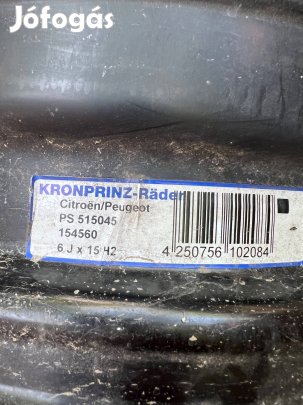 Jófogás
KRONPRINZ-Räder
Citroën/Peugeot
PS 515045
154560
6 J x 15 H2
4 250756 102084